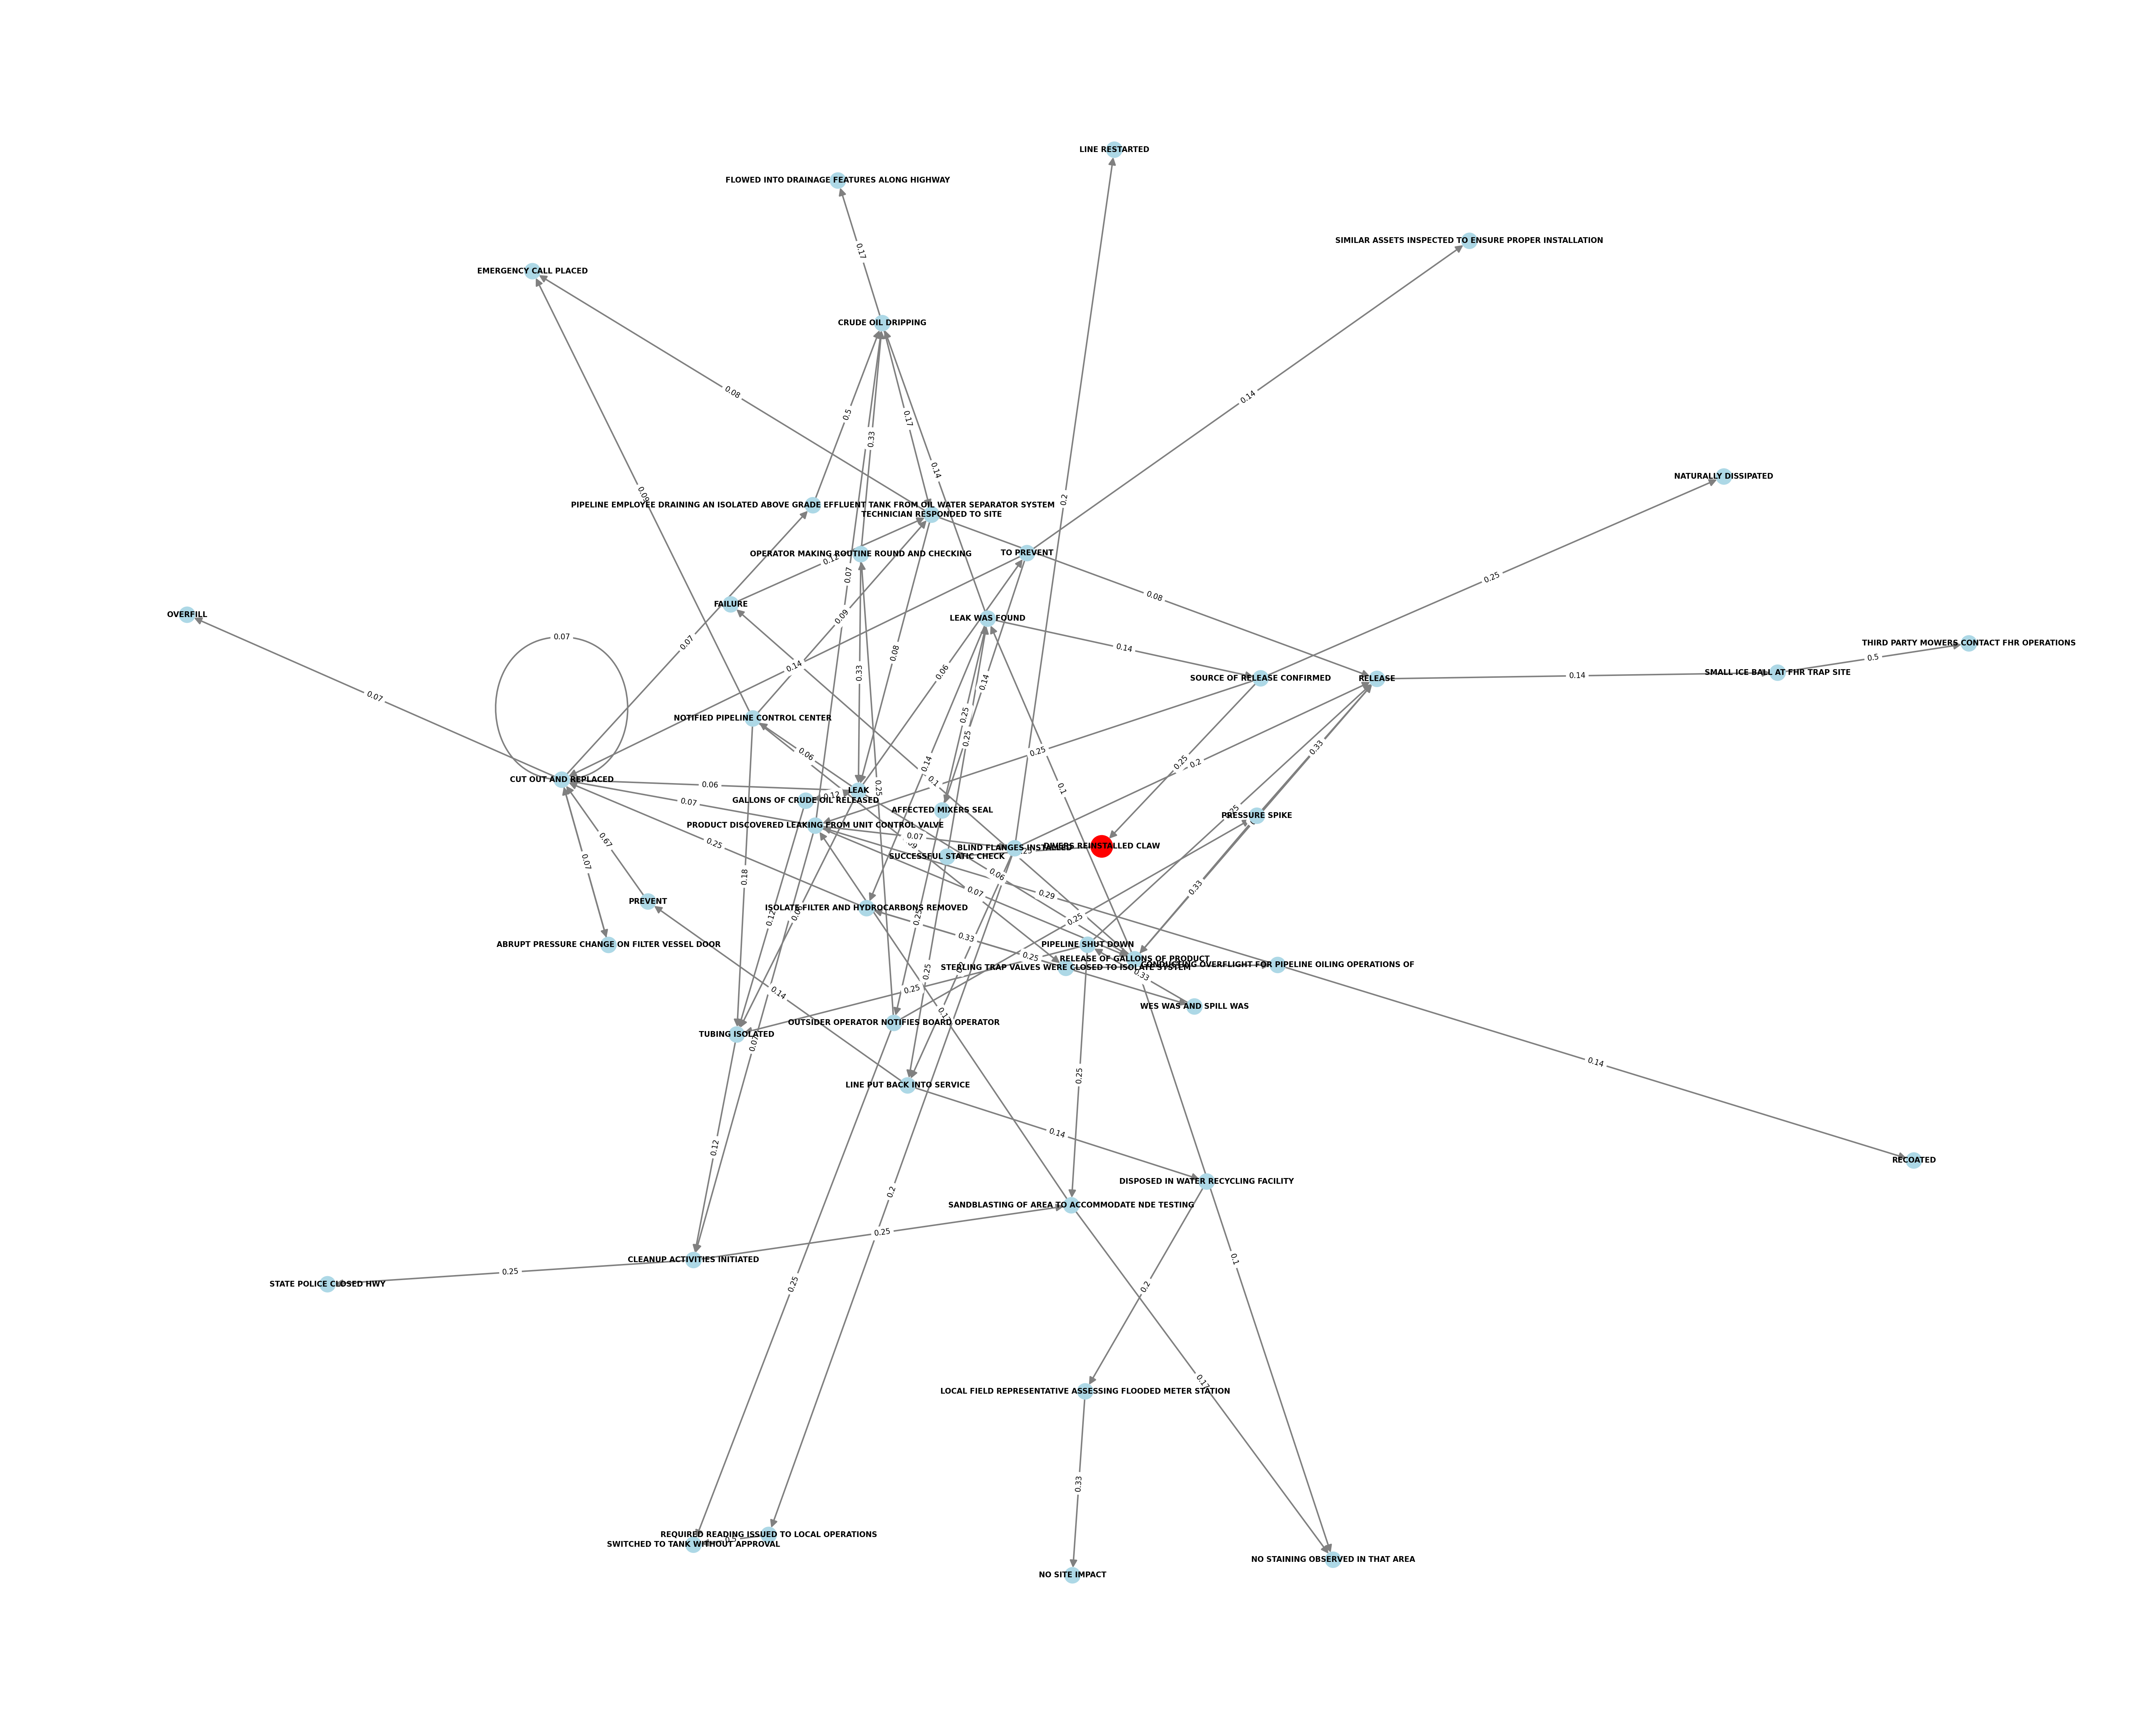 LINE RESTARTED
FLOWED INTO DRAINAGE FEATURES ALONG HIGHWAY
SIMILAR ASSETS INSPECTED TO ENSURE PROPER INSTALLATION
0.17
EMERGENCY CALL PLACED
CRUDE OIL DRIPPING
0.08
0.14
0.5
0.17
0.33
0.14
NATURALLY DISSIPATED
0.09
0.2
PIPELINE EMPLOYEE DRAINING AN ISOLATED ABOVE GRADE EFFLUENT TANK FROM OIL WATER SEPARATOR SYSTEM
TECHNICIAN RESPONDED TO SITE
OPERATOR MAKING ROUTINE ROUND AND CHECKING
TO PREVENT
0.12
0.07
0.25
0.08
FAILURE
OVERFILL
0.09
LEAK WAS FOUND
0.07
0.07
0.14
THIRD PARTY MOWERS CONTACT FHR OPERATIONS
0.08
0.5
0.14
0.33
0.06
SMALL ICE BALL AT FHR TRAP SITE
0.14
SOURCE OF RELEASE CONFIRMED
RELEASE
0.14
0.07
NOTIFIED PIPELINE CONTROL CENTER
0.25
0.25
0.06
0.25
0.33
0.14
0.25
0.2
CUT OUT AND REPLACED
0.06
0.1
0.25
0.1
LEAK
0.12
GALLONS OF CRUDE OIL RELEASED
0.07
AFFECTED MIXERS SEAL
PRESSURE SPIKE
PRODUCT DISCOVERED LEAKING FROM UNIT CONTROL VALVE
0.07
0.67
0.25
BLIND FLANGES INSTALLED
DIVERS REINSTALLED CLAW
SUCCESSFUL STATIC CHECK
0.07
0.18
0.06
0.07
0.29
0.33
PREVENT
ISOLATE FILTER AND HYDROCARBONS REMOVED
0.12
0.25
0.25
0.33
ABRUPT PRESSURE CHANGE ON FILTER VESSEL DOOR
PIPELINE SHUT DOWN
0.25
RELEASE OF GALLONS OF PRODUCT
STERLING TRAP VALVES WERE CLOSED TO ISOLATE SYSTEM
CONDUCTING OVERFLIGHT FOR PIPELINE OILING OPERATIONS OF
0.25
0.33
0.14
0.25
WES WAS AND SPILL WAS
OUTSIDER OPERATOR NOTIFIES BOARD OPERATOR
TUBING ISOLATED
0.07
0.14
0.25
LINE PUT BACK INTO SERVICE
0.14
0.12
RECOATED
DISPOSED IN WATER RECYCLING FACILITY
0.2
SANDBLASTING OF AREA TO ACCOMMODATE NDE TESTING
0.25
CLEANUP ACTIVITIES INITIATED
0.1
0.25
STATE POLICE CLOSED HWY
0.25
0.2
0.17
LOCAL FIELD REPRESENTATIVE ASSESSING FLOODED METER STATION
0.33
REQUIRED READING ISSUED TO LOCAL OPERATIONS
0.5
SWITCHED TO TANK WITHOUT APPROVAL
NO STAINING OBSERVED IN THAT AREA
NO SITE IMPACT